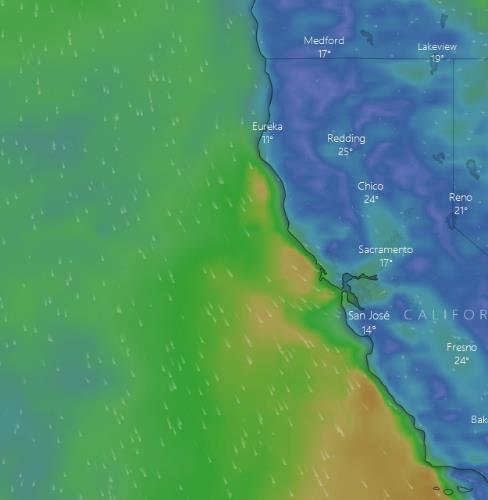 Medford
17°
Lakeview
19°
Eureka
11°
Redding
25°
Chico
24°
Reno
21°
Sacramento
17°
San José
14°
CALIFOR
Fresno
24°
Bak